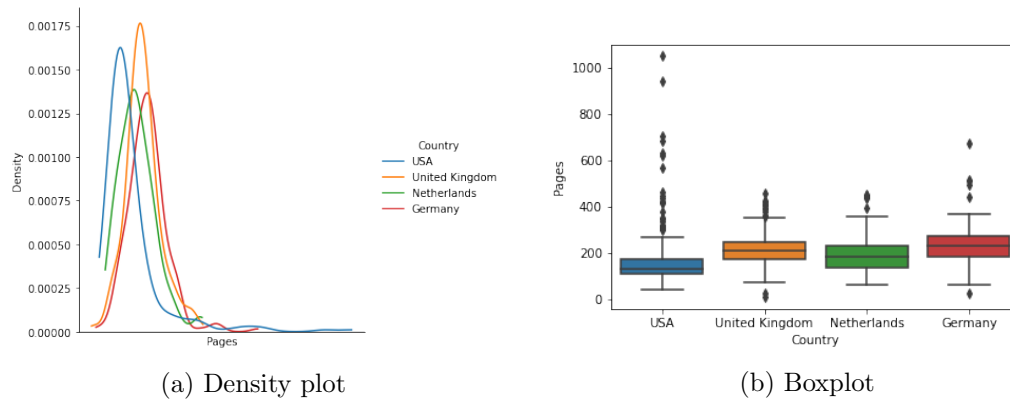 0.00175
0.00150
0.00125
0.00100
0.00075
0.00050
0.00025
0.00000
Density
Pages
Country
USA
United Kingdom
Netherlands
Germany
(a) Density plot
1000
800
600
400
200
0
Pages
USA United Kingdom Netherlands Germany
Country
(b) Boxplot